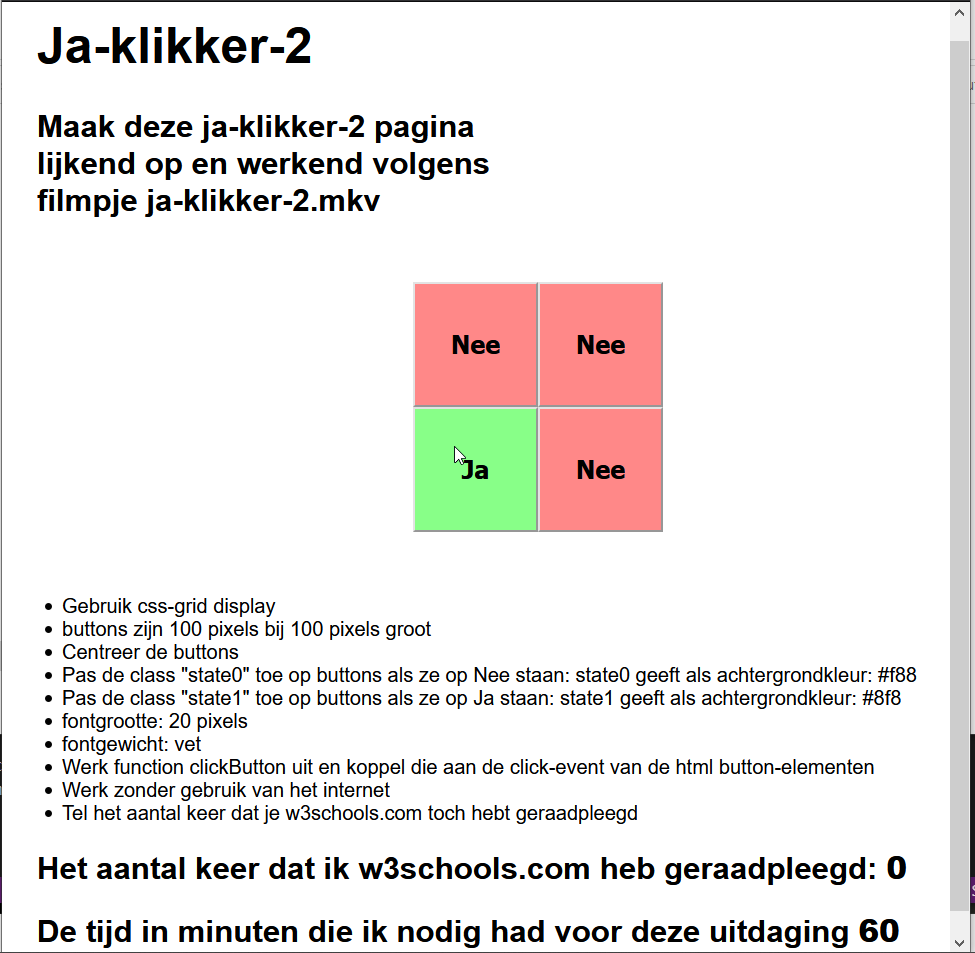 Ja-klikker-2
Maak deze ja-klikker-2 pagina
lijkend op en werkend volgens
filmpje ja-klikker-2.mkv
Nee Nee
Ja Nee
Gebruik css-grid display
buttons zijn 100 pixels bij 100 pixels groot
Centreer de buttons
Pas de class "state0" toe op buttons als ze op Nee staan: state0 geeft als achtergrondkleur: #f88
Pas de class "state1" toe op buttons als ze op Ja staan: state1 geeft als achtergrondkleur: #8f8
fontgrootte: 20 pixels
fontgewicht: vet
Werk function clickButton uit en koppel die aan de click-event van de html button-elementen
Werk zonder gebruik van het internet
Tel het aantal keer dat je w3schools.com toch hebt geraadpleegd
Het aantal keer dat ik w3schools.com heb geraadpleegd: 0
De tijd in minuten die ik nodig had voor deze uitdaging 60